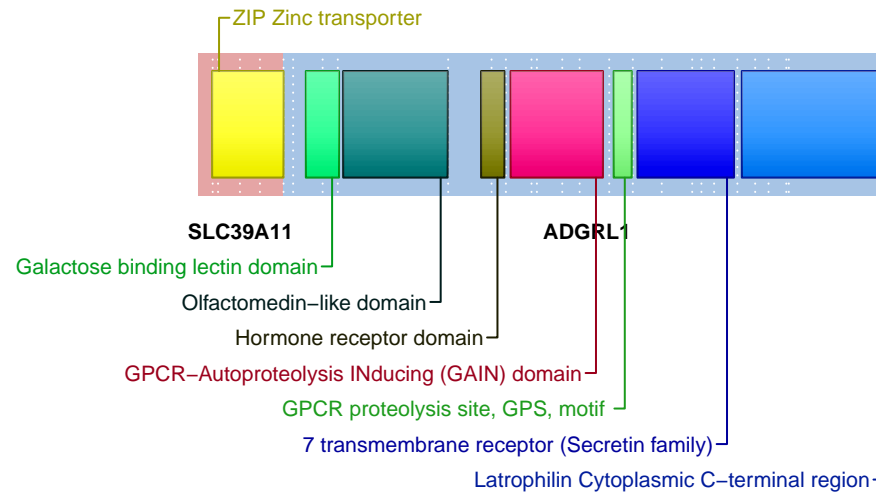 ZIP Zinc transporter
SLC39A11 ADGRL1
Galactose binding lectin domain
Olfactomedin−like domain
Hormone receptor domain
GPCR−Autoproteolysis INducing (GAIN) domain
GPCR proteolysis site, GPS, motif
7 transmembrane receptor (Secretin family)
Latrophilin Cytoplasmic C−terminal region